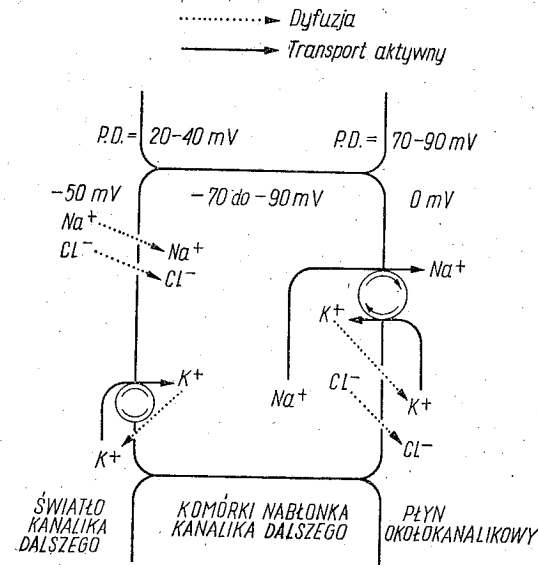 Dyfuzja
Transport aktywny
P.D. = 20-40 mV
P.D. = 70-90 mV
-50 mV
-70 do -90 mV
0 mV
Na⁺
Na⁺
Cl⁻
Cl⁻
Na⁺
K⁺
K⁺
Cl⁻
Na⁺
K⁺
K⁺
Cl⁻
ŚWIATŁO
KANALIKA
DALSZEGO
KOMÓRKI NABŁONKA
KANALIKA DALSZEGO
PŁYN
OKOŁOKANALIKOWY